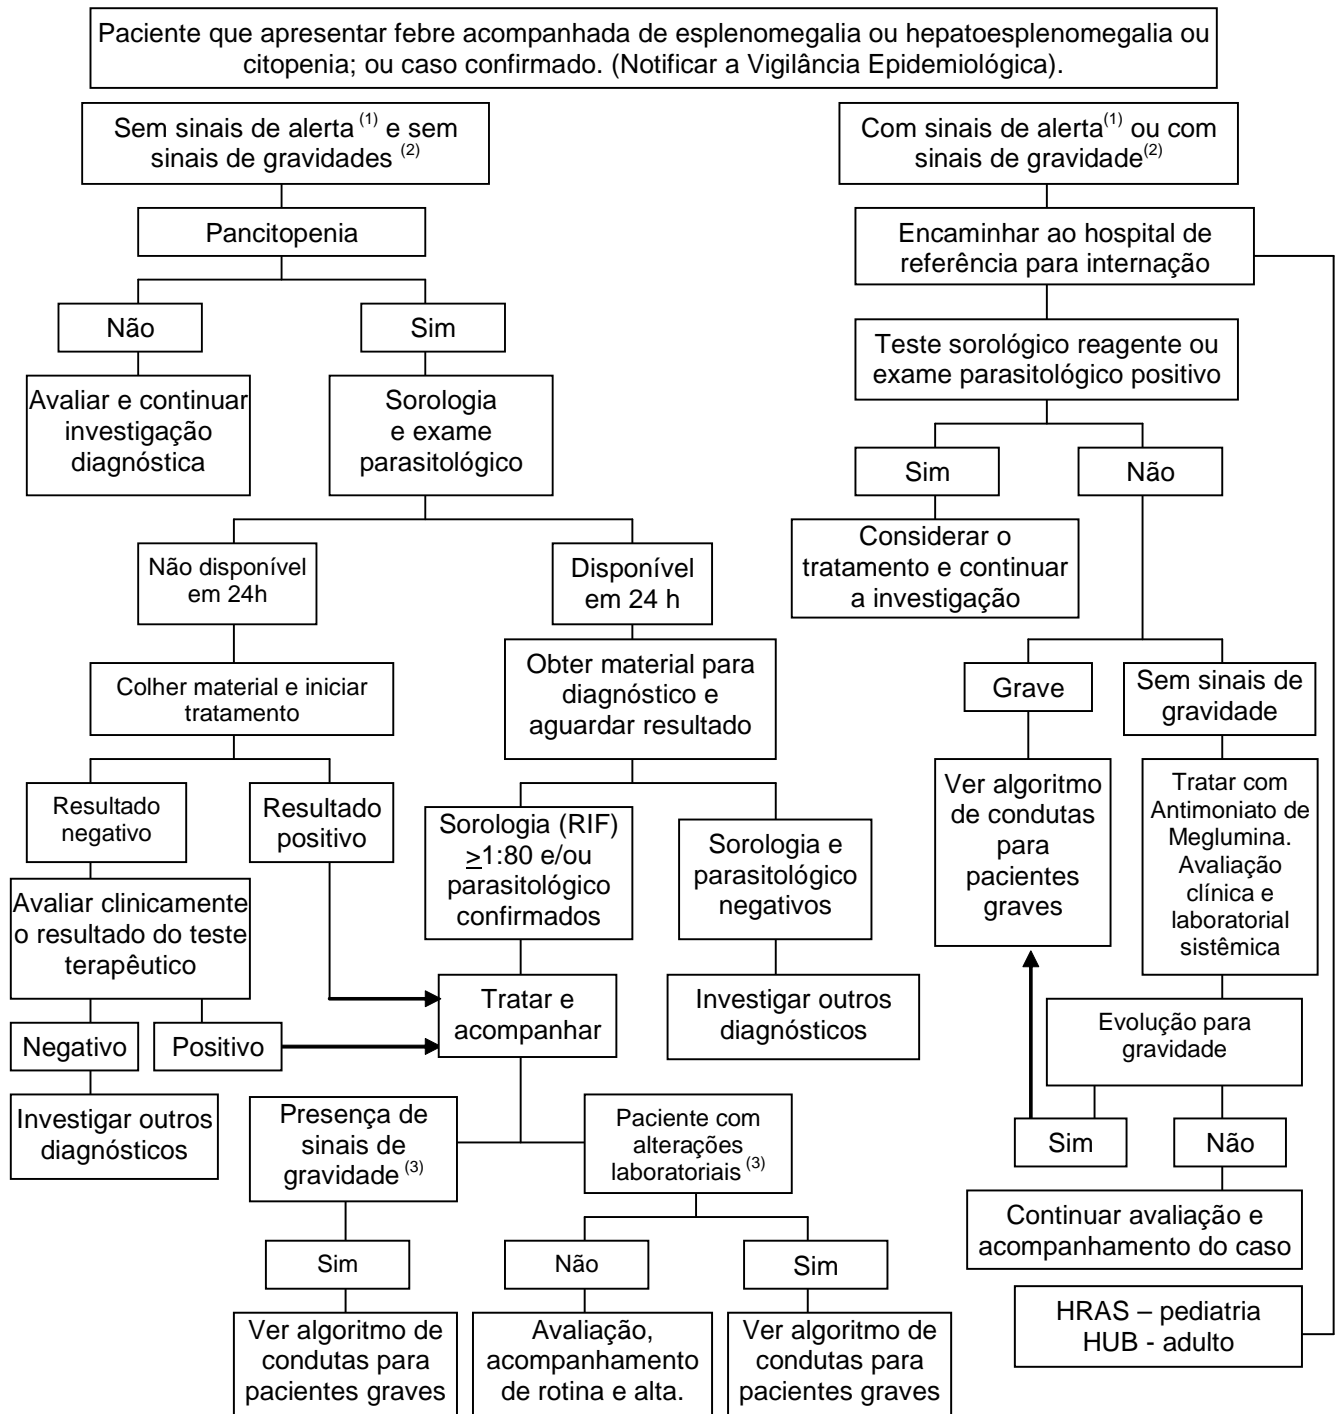 Paciente que apresentar febre acompanhada de esplenomegalia ou hepatoesplenomegalia ou
citopenia; ou caso confirmado. (Notificar a Vigilância Epidemiológica).
Sem sinais de alerta (1) e sem
sinais de gravidades (2)
Pancitopenia
Não
Sim
Avaliar e continuar
investigação
diagnóstica
Sorologia
e exame
parasitológico
Não disponível
em 24h
Disponível
em 24 h
Colher material e iniciar
tratamento
Obter material para
diagnóstico e
aguardar resultado
Resultado
negativo
Resultado
positivo
Sorologia (RIF)
≥1:80 e/ou
parasitológico
confirmados
Sorologia e
parasitológico
negativos
Avaliar clinicamente
o resultado do teste
terapêutico
Tratar e
acompanhar
Investigar outros
diagnósticos
Negativo
Positivo
Investigar outros
diagnósticos
Presença de
sinais de
gravidade (3)
Paciente com
alterações
laboratoriais (3)
Sim
Não
Sim
Ver algoritmo de
condutas para
pacientes graves
Avaliação,
acompanhamento
de rotina e alta.
Ver algoritmo de
condutas para
pacientes graves
Com sinais de alerta(1) ou com
sinais de gravidade(2)
Encaminhar ao hospital de
referência para internação
Teste sorológico reagente ou
exame parasitológico positivo
Sim
Não
Considerar o
tratamento e continuar
a investigação
Grave
Sem sinais de
gravidade
Ver algoritmo
de condutas
para
pacientes
graves
Tratar com
Antimoniato de
Meglumina.
Avaliação
clínica e
laboratorial
sistêmica
Evolução para
gravidade
Sim
Não
Continuar avaliação e
acompanhamento do caso
HRAS – pediatria
HUB - adulto